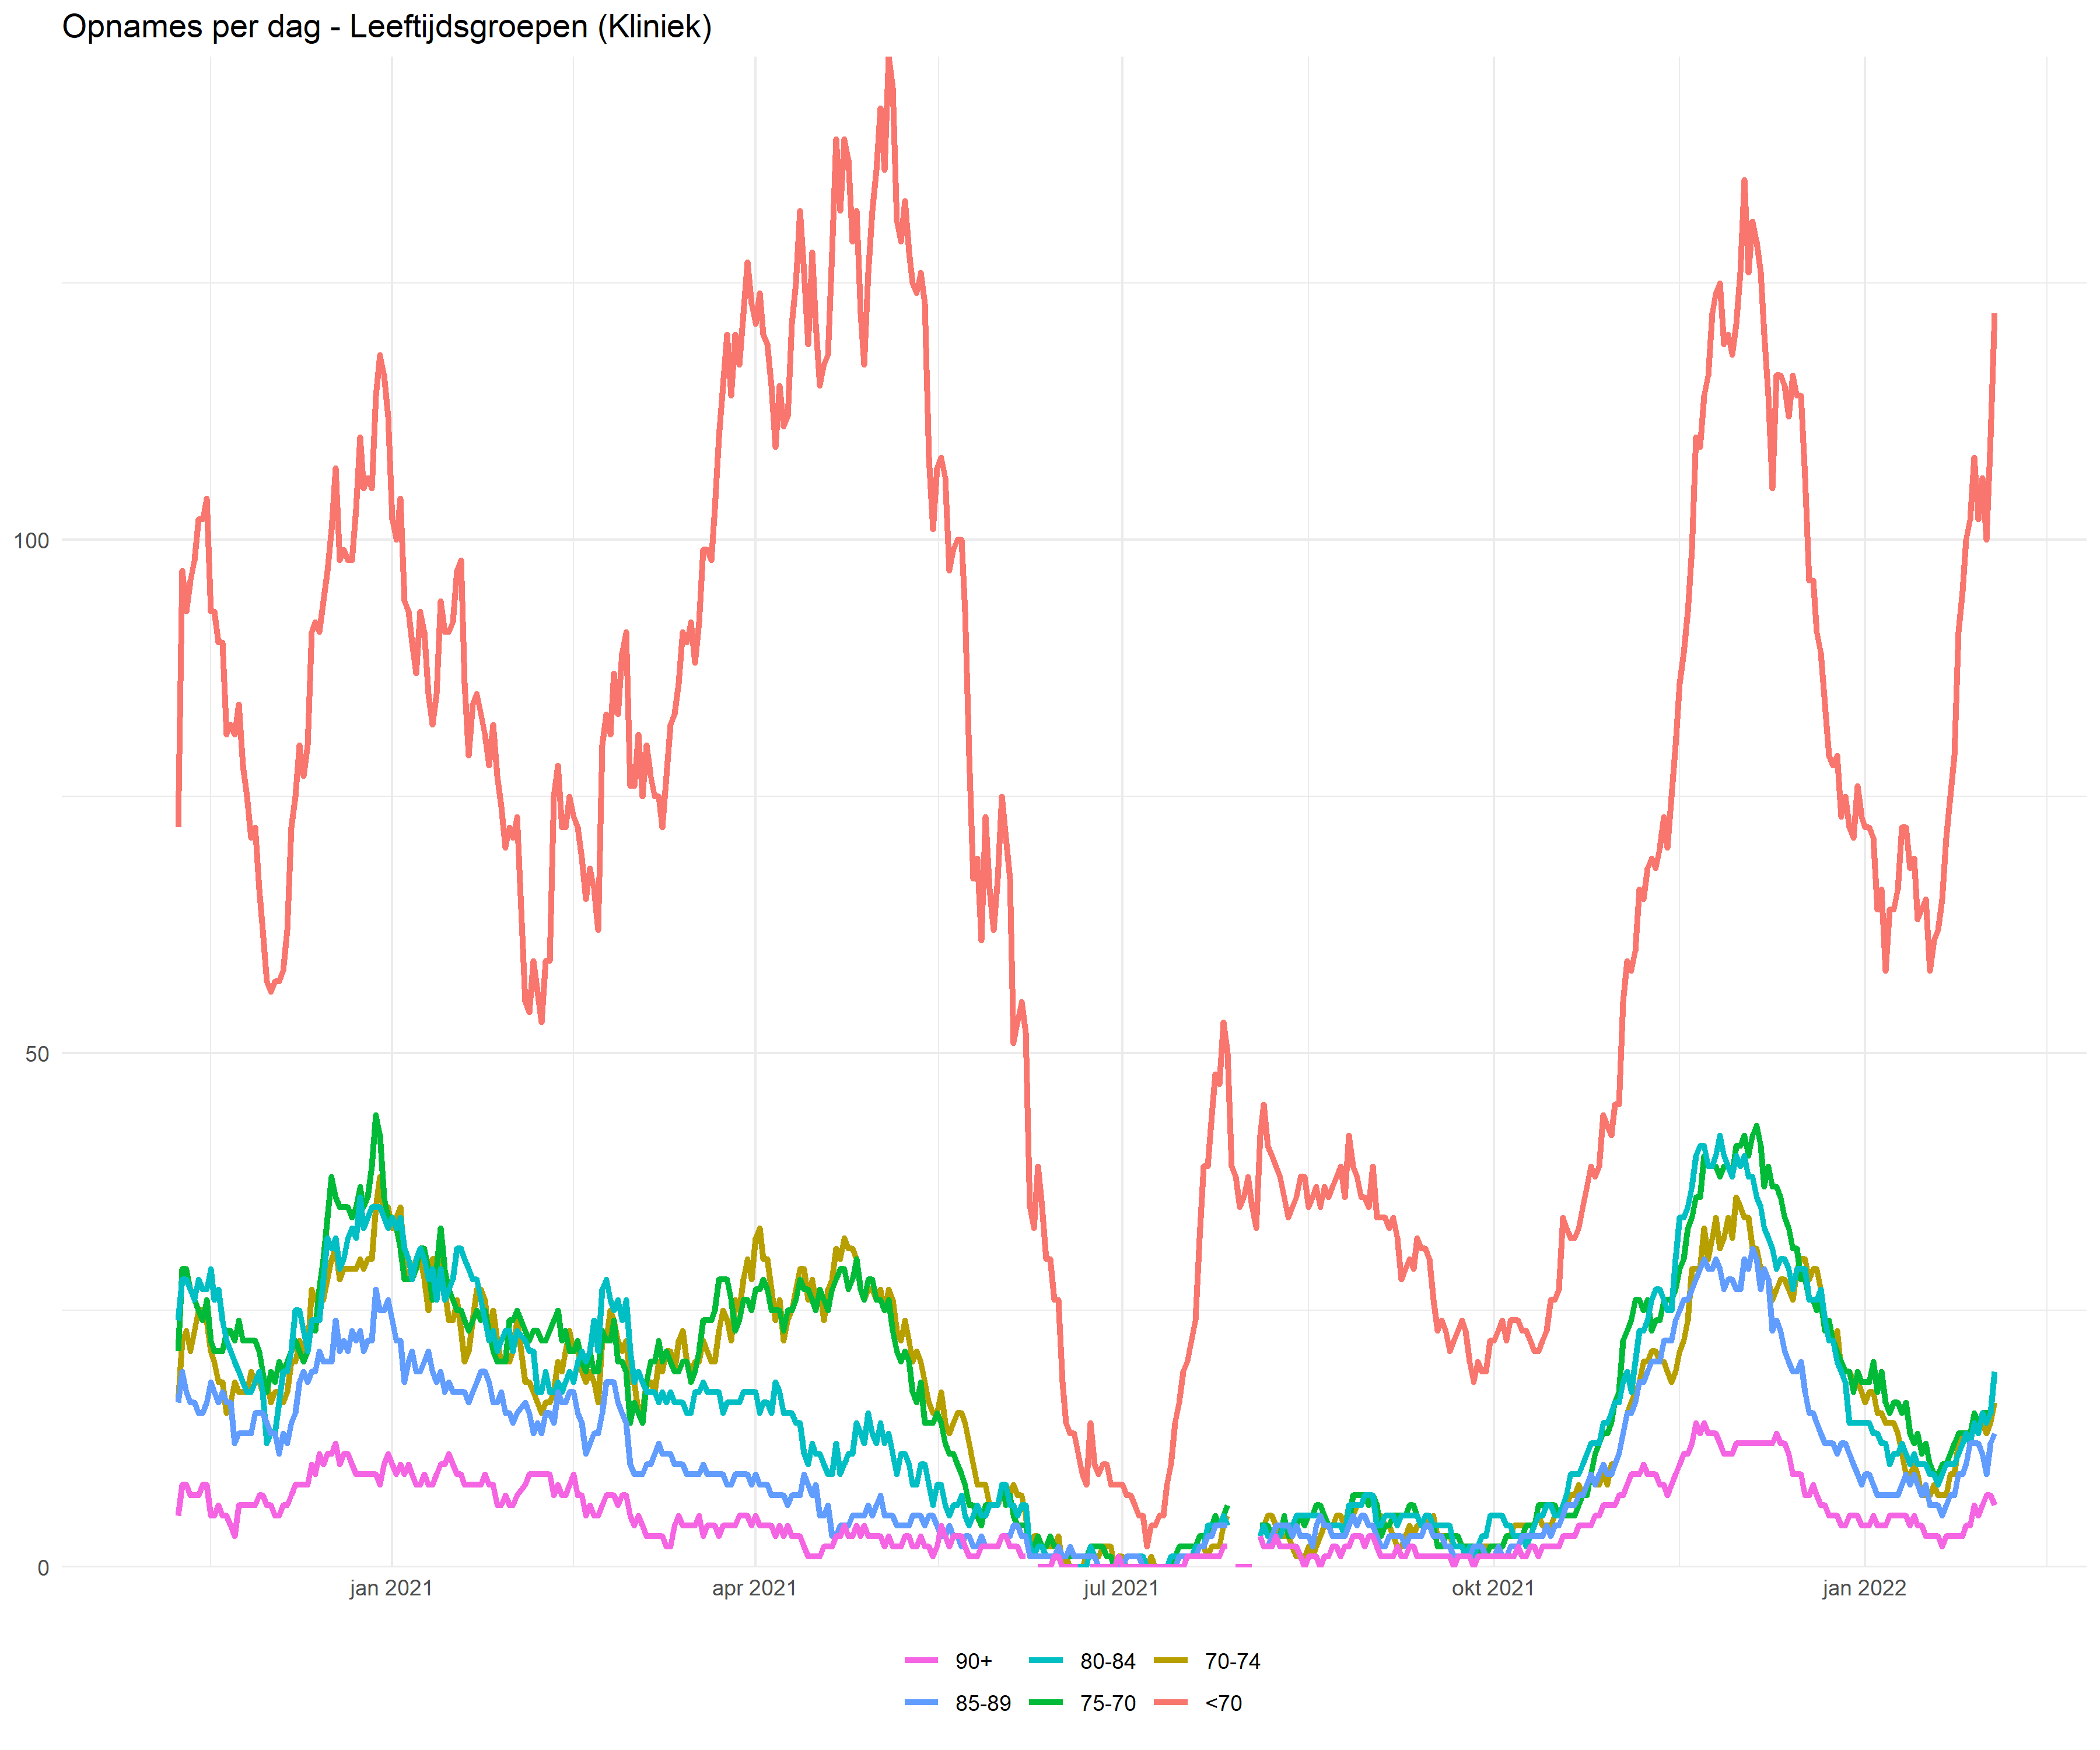 Opnames per dag - Leeftijdsgroepen (Kliniek)
100
50
0
jan 2021 apr 2021 jul 2021 okt 2021 jan 2022
90+ 80-84 70-74
85-89 75-70 <70